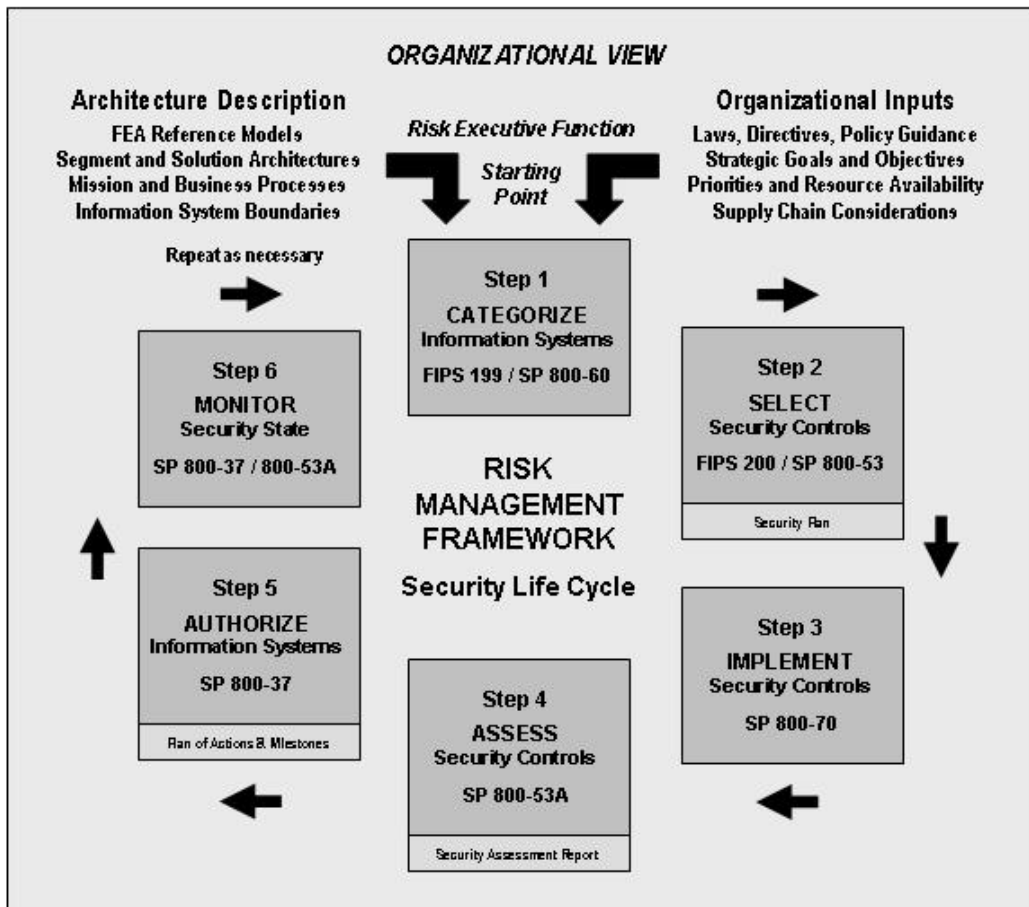 ORGANIZATIONAL VIEW
Architecture Description
FEA Reference Models
Segment and Solution Architectures
Mission and Business Processes
Information System Boundaries
Risk Executive Function
Starting
Point
Organizational Inputs
Laws, Directives, Policy Guidance
Strategic Goals and Objectives
Priorities and Resource Availability
Supply Chain Considerations
Repeat as necessary
Step 1
CATEGORIZE
Information Systems
FIPS 199 / SP 800-60
Step 2
SELECT
Security Controls
FIPS 200 / SP 800-53
Security Plan
Step 3
IMPLEMENT
Security Controls
SP 800-70
Step 4
ASSESS
Security Controls
SP 800-53A
Security Assessment Report
Step 5
AUTHORIZE
Information Systems
SP 800-37
Plan of Actions & Milestones
Step 6
MONITOR
Security State
SP 800-37 / 800-53A
RISK
MANAGEMENT
FRAMEWORK
Security Life Cycle